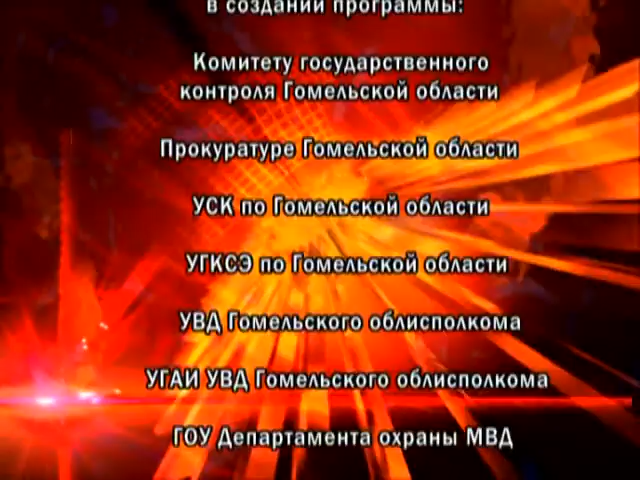 в создании программы:
Комитету государственного
контроля Гомельской области
Прокуратуре Гомельской области
УСК по Гомельской области
УГКСЭ по Гомельской области
УВД Гомельского облисполкома
УГАИ УВД Гомельского облисполкома
ГОУ Департамента охраны МВД